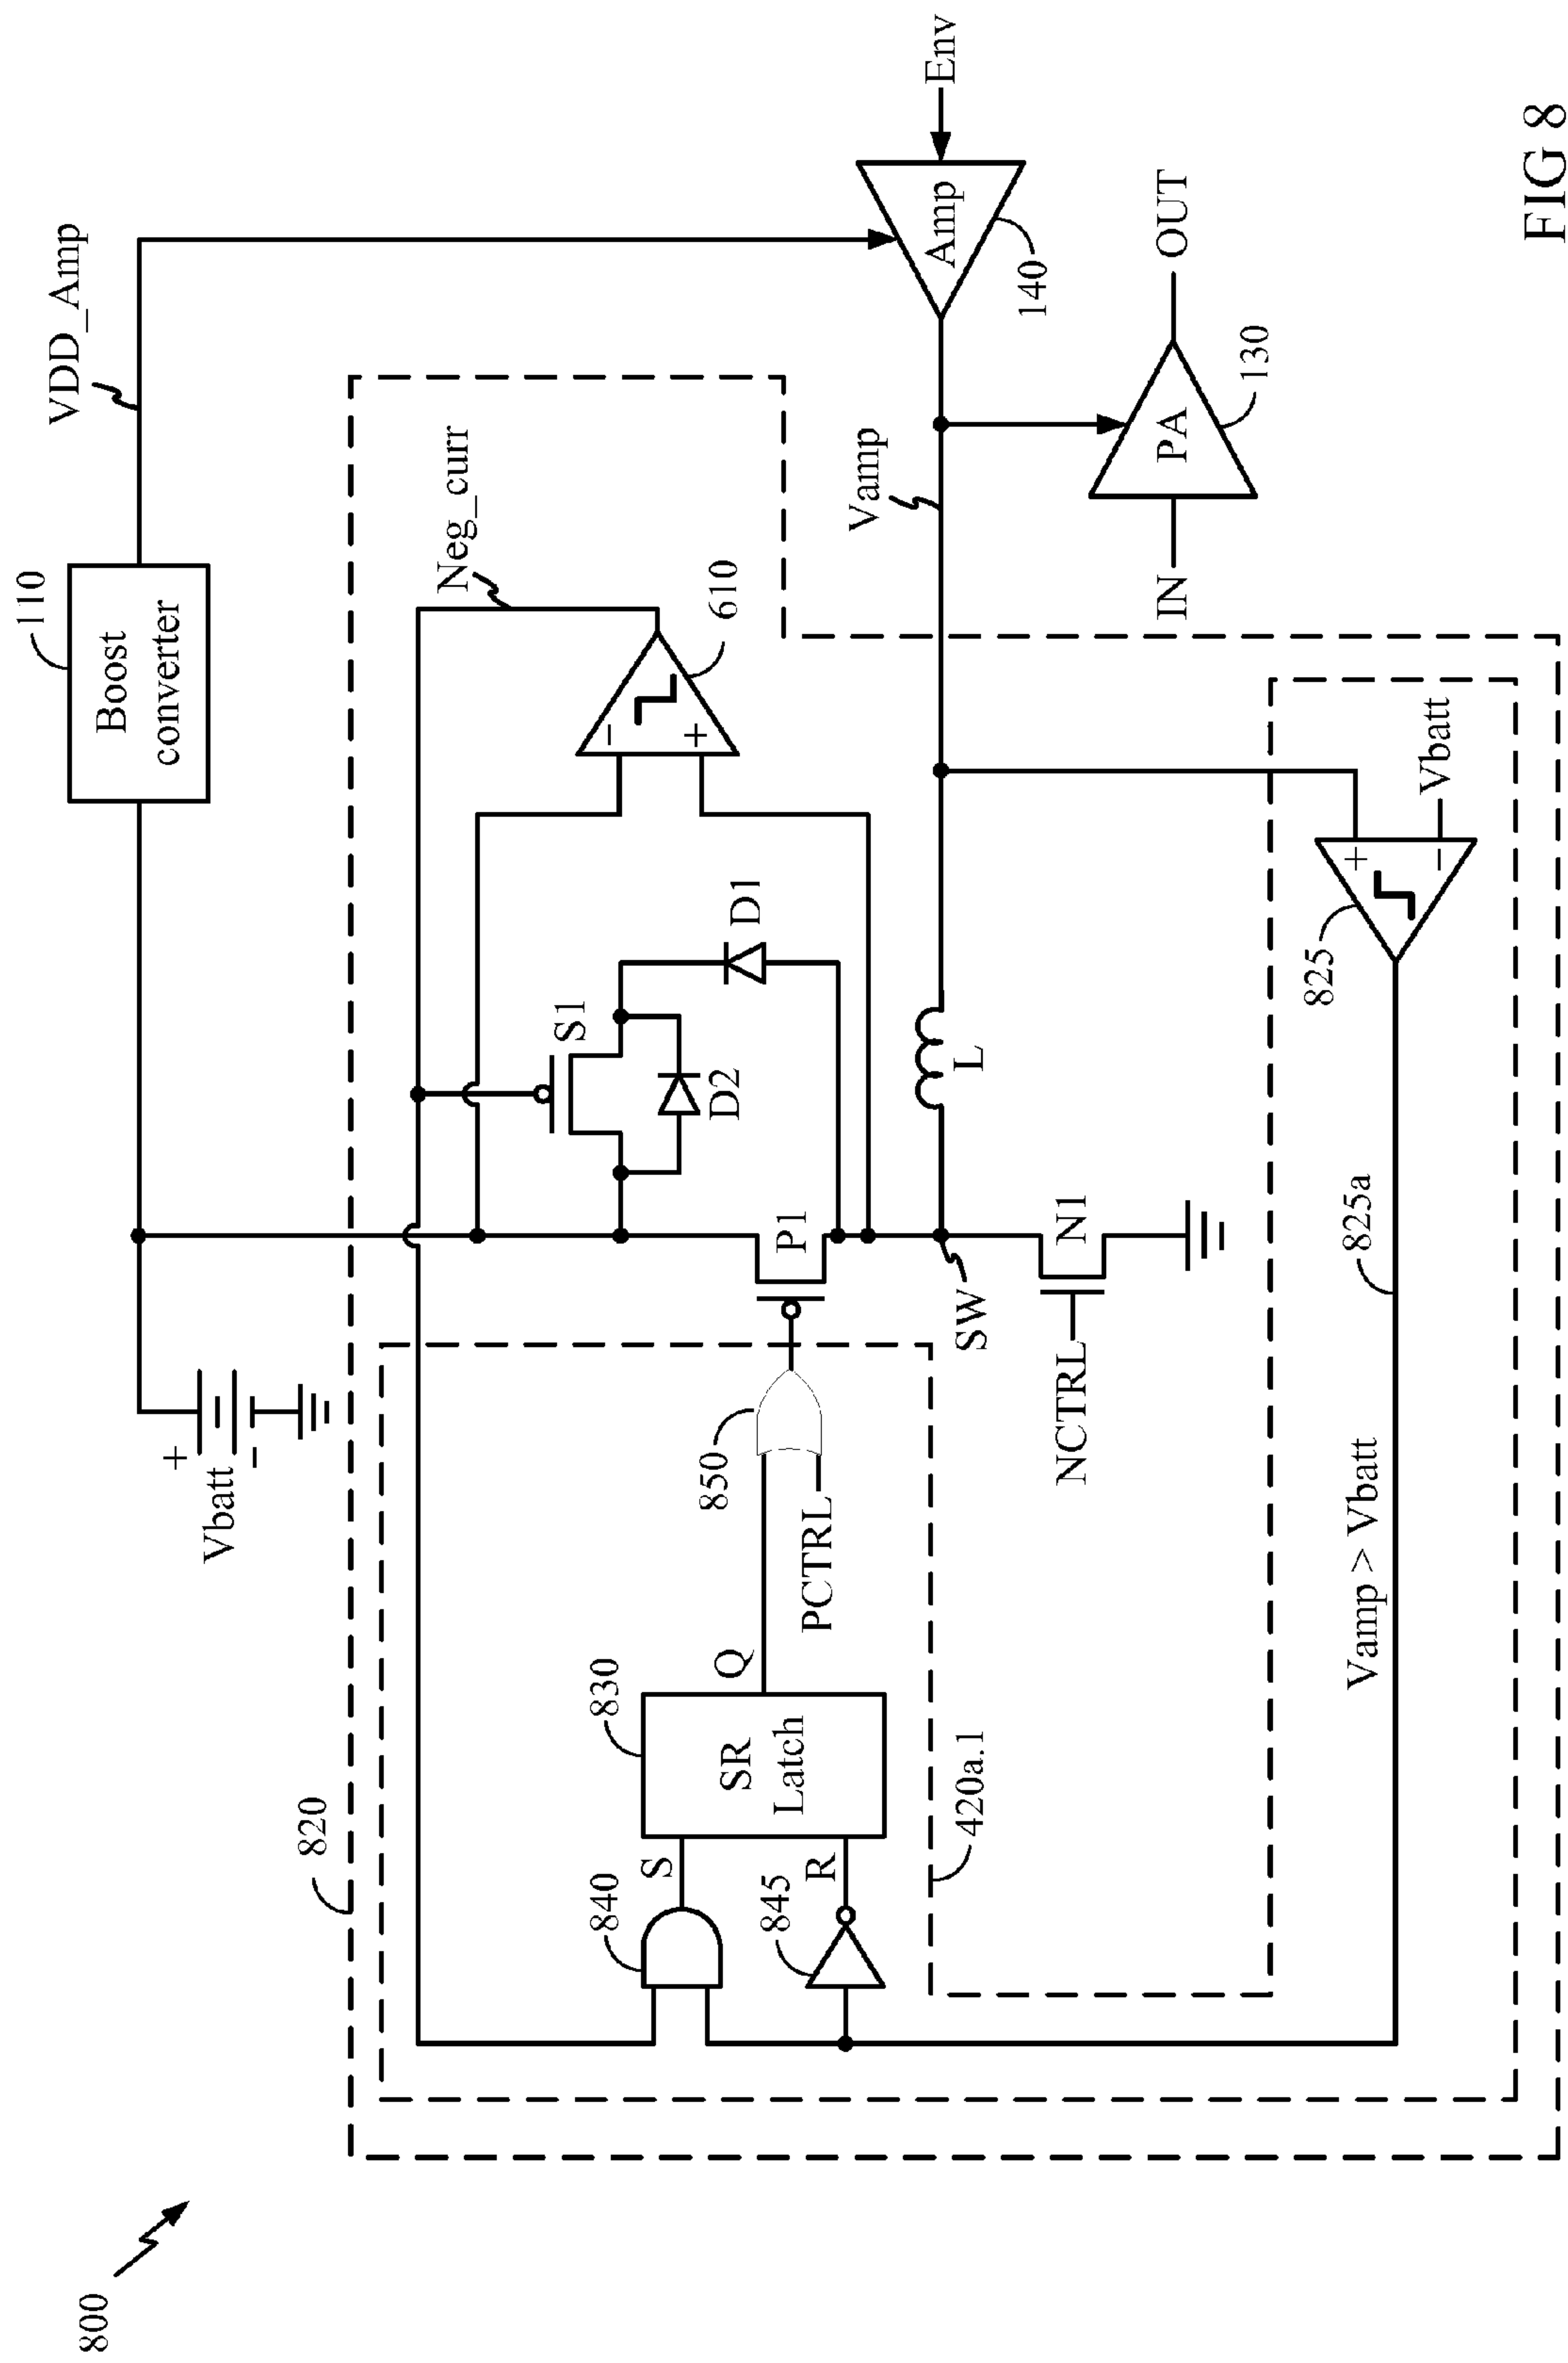 800
820
110
Boost
converter
VDD_Amp
+
Vbatt
−
Neg_curr
610
−
+
S1
D2
D1
P1
840
S
830
SR
Latch
Q
850
PCTRL
845
R
420a.1
SW
L
Vamp
Amp
Env
140
PA
IN
OUT
130
NCTRL
N1
825
+
−
Vbatt
825a
Vamp > Vbatt
FIG 8